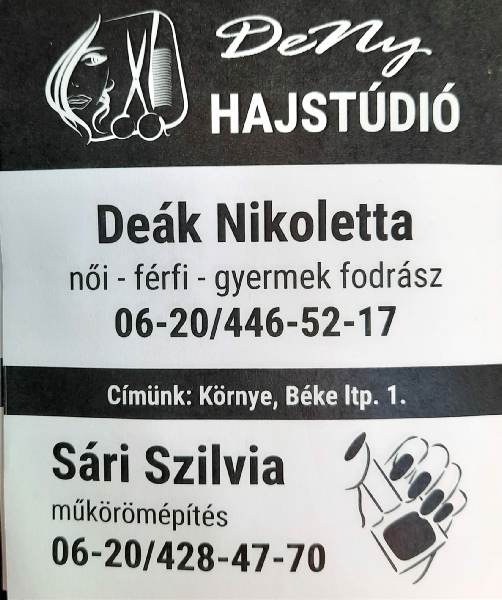 DeNy
HAJSTÚDIÓ
Deák Nikoletta
női - férfi - gyermek fodrász
06-20/446-52-17
Címünk: Környe, Béke ltp. 1.
Sári Szilvia
műkörömépítés
06-20/428-47-70